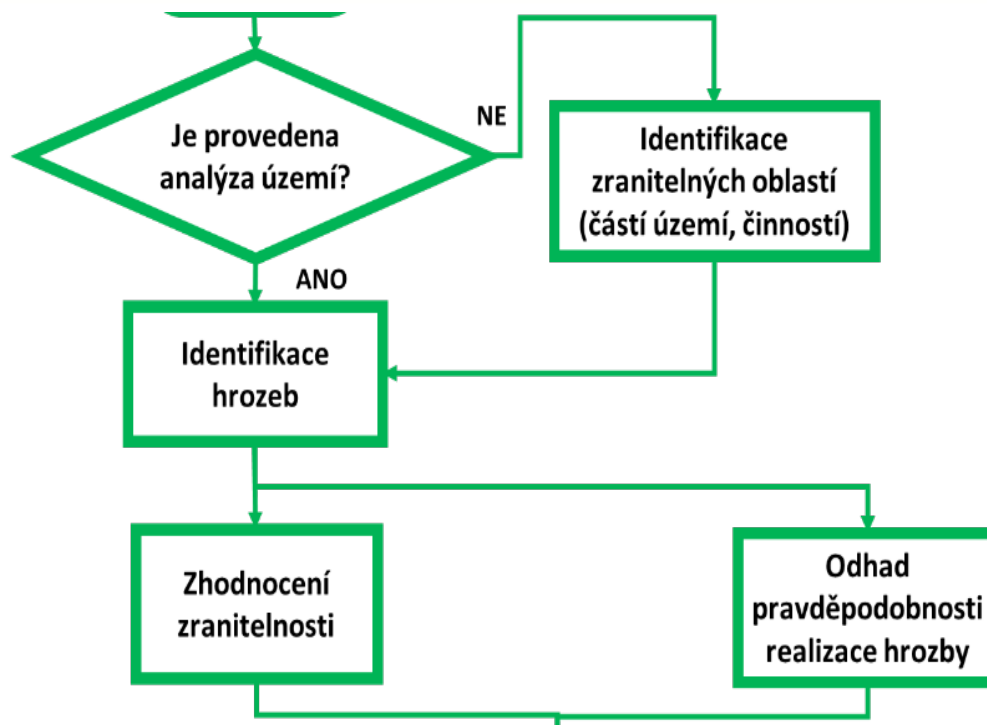 Je provedena
analýza území?
NE
Identifikace
zranitelných oblastí
(částí území, činností)
ANO
Identifikace
hrozeb
Zhodnocení
zranitelnosti
Odhad
pravděpodobnosti
realizace hrozby